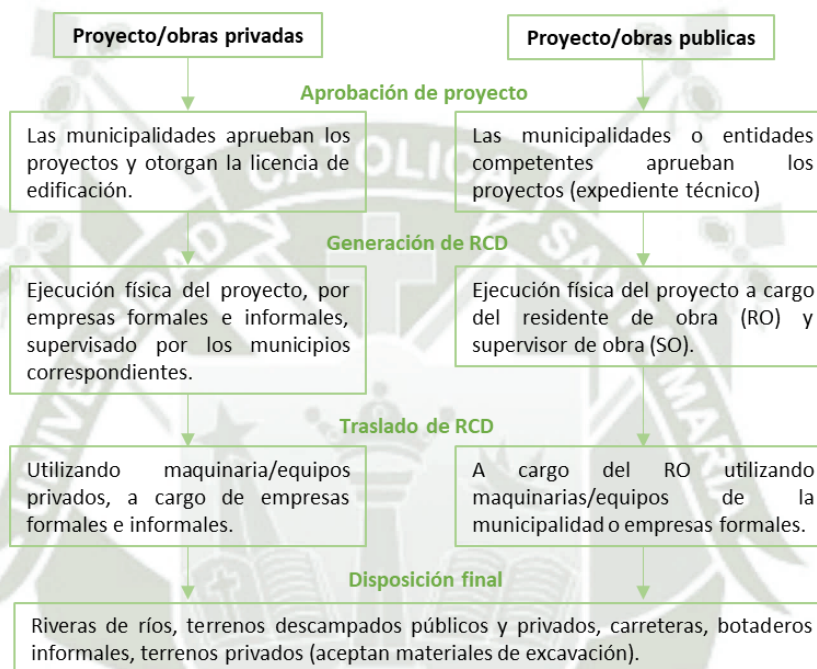 Proyecto/obras privadas
Proyecto/obras publicas
Aprobación de proyecto
Las municipalidades aprueban los
proyectos y otorgan la licencia de
edificación.
Las municipalidades o entidades
competentes aprueban los
proyectos (expediente técnico)
Generación de RCD
Ejecución física del proyecto, por
empresas formales e informales,
supervisado por los municipios
correspondientes.
Ejecución física del proyecto a cargo
del residente de obra (RO) y
supervisor de obra (SO).
Traslado de RCD
Utilizando maquinaria/equipos
privados, a cargo de empresas
formales e informales.
A cargo del RO utilizando
maquinarias/equipos de la
municipalidad o empresas formales.
Disposición final
Riveras de ríos, terrenos descampados públicos y privados, carreteras, botaderos
informales, terrenos privados (aceptan materiales de excavación).
UNIVERSIDAD CATOLICA SANTA MARIA